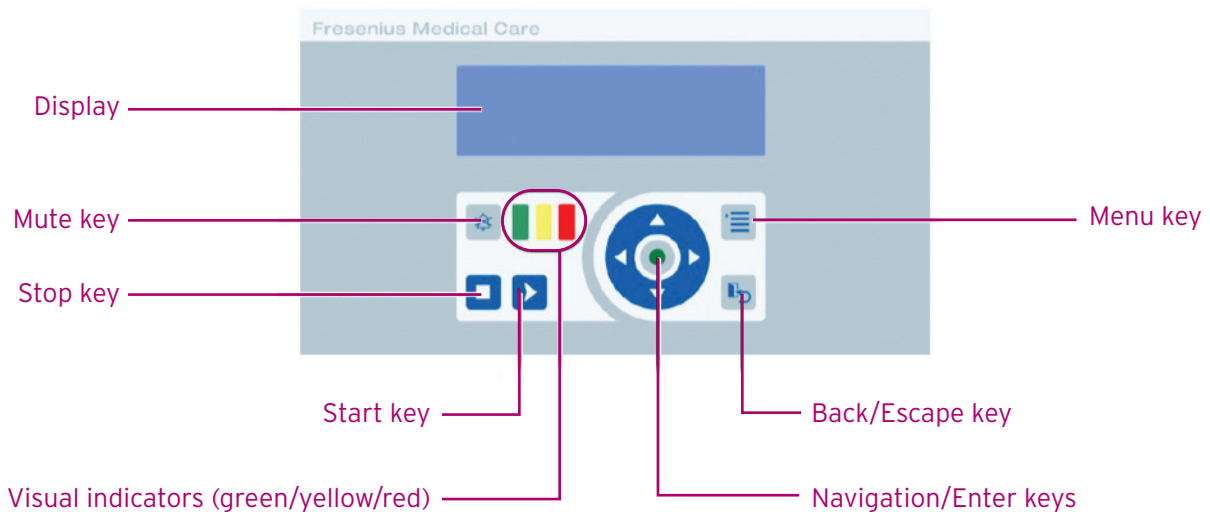 Fresenius Medical Care
Display
Mute key
Menu key
Stop key
Start key
Back/Escape key
Visual indicators (green/yellow/red)
Navigation/Enter keys